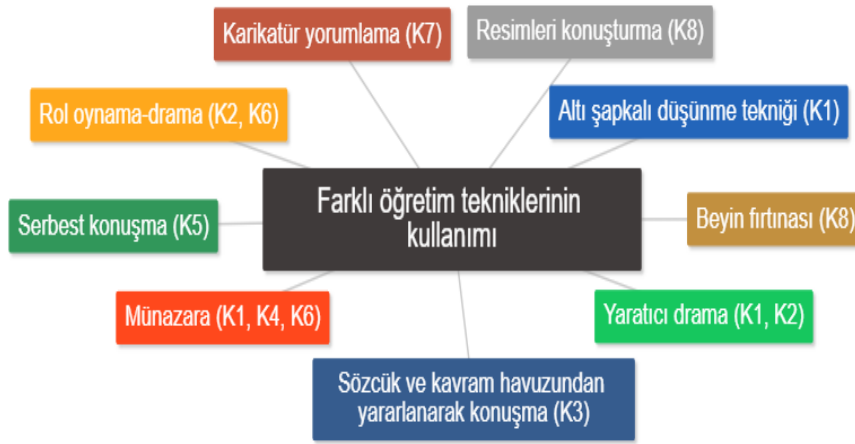 Karikatür yorumlama (K7)
Resimleri konuşturma (K8)
Rol oynama-drama (K2, K6)
Altı şapkalı düşünme tekniği (K1)
Farklı öğretim tekniklerinin
kullanımı
Serbest konuşma (K5)
Beyin fırtınası (K8)
Münazara (K1, K4, K6)
Yaratıcı drama (K1, K2)
Sözcük ve kavram havuzundan
yararlanarak konuşma (K3)